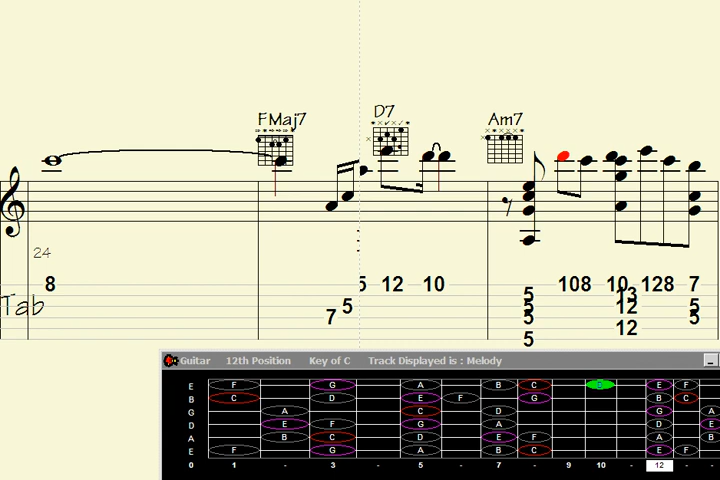 FMaj7 D7 Am7
24
8 5 12 10 108 10 128 7
Tab
5 13
5 5 12 5
7 5 12 5
5
Guitar 12th Position Key of C Track Displayed is : Melody
E F G A B C E F
B C D E F G B C
G A C D G A
D E F G A D E
A B C D E F A B
E F G A B C E F
0 1 - 3 - 5 - 7 - 9 10 - 12 - -